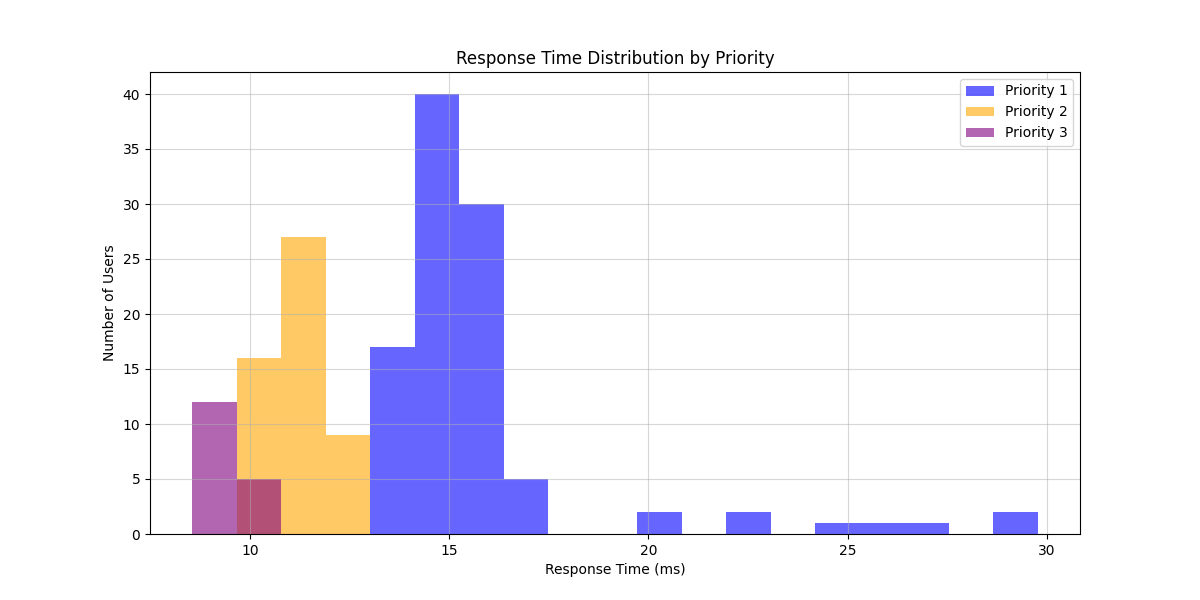 Response Time Distribution by Priority
Priority 1
Priority 2
Priority 3
Number of Users
40
35
30
25
20
15
10
5
0
10 15 20 25 30
Response Time (ms)